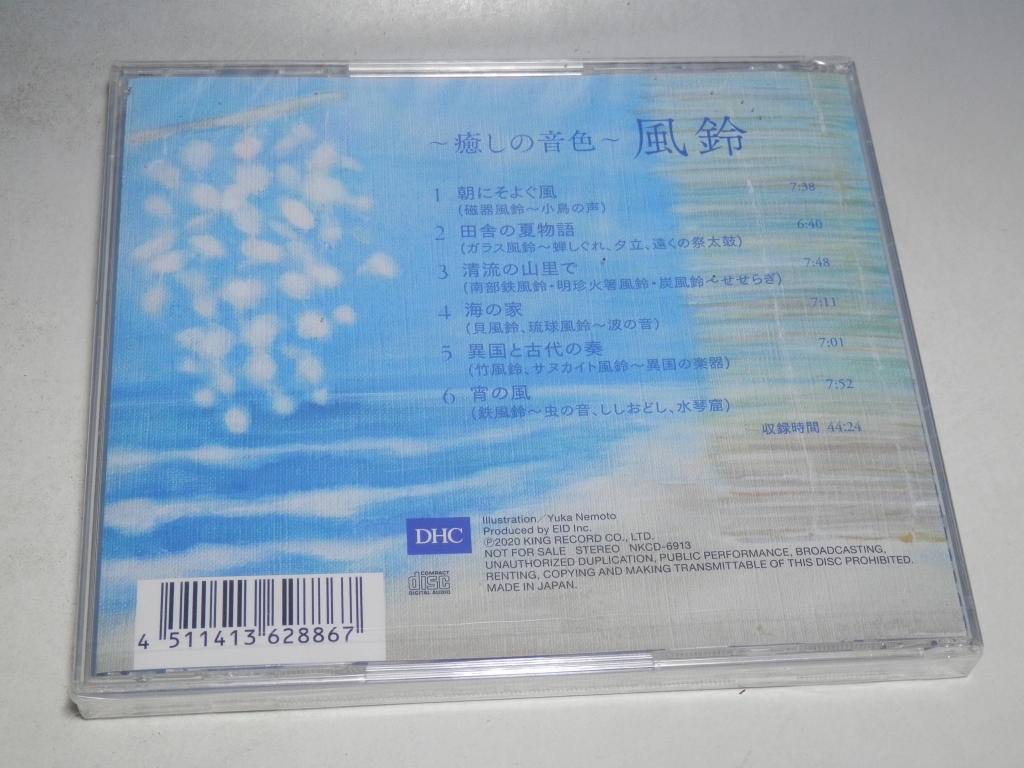 ～癒しの音色～ 風鈴
1 朝にそよぐ風 7:38
(磁器風鈴～小鳥の声)
2 田舎の夏物語 6:40
(ガラス風鈴～蝉しぐれ、夕立、遠くの祭太鼓)
3 清流の山里で 7:48
(南部鉄風鈴・明珍火箸風鈴・炭風鈴～せせらぎ)
4 海の家 7:11
(貝風鈴、琉球風鈴～波の音)
5 異国と古代の奏 7:01
(竹風鈴、サヌカイト風鈴～異国の楽器)
6 宵の風 7:52
(鉄風鈴～虫の音、ししおどし、水琴窟)
収録時間 44:24
DHC
COMPACT
disc
DIGITAL AUDIO
Illustration／Yuka Nemoto
Produced by EID Inc.
Ⓟ2020 KING RECORD CO., LTD.
NOT FOR SALE STEREO NKCD-6913
UNAUTHORIZED DUPLICATION, PUBLIC PERFORMANCE, BROADCASTING,
RENTING, COPYING AND MAKING TRANSMITTABLE OF THIS DISC PROHIBITED.
MADE IN JAPAN.
4 511413 628867